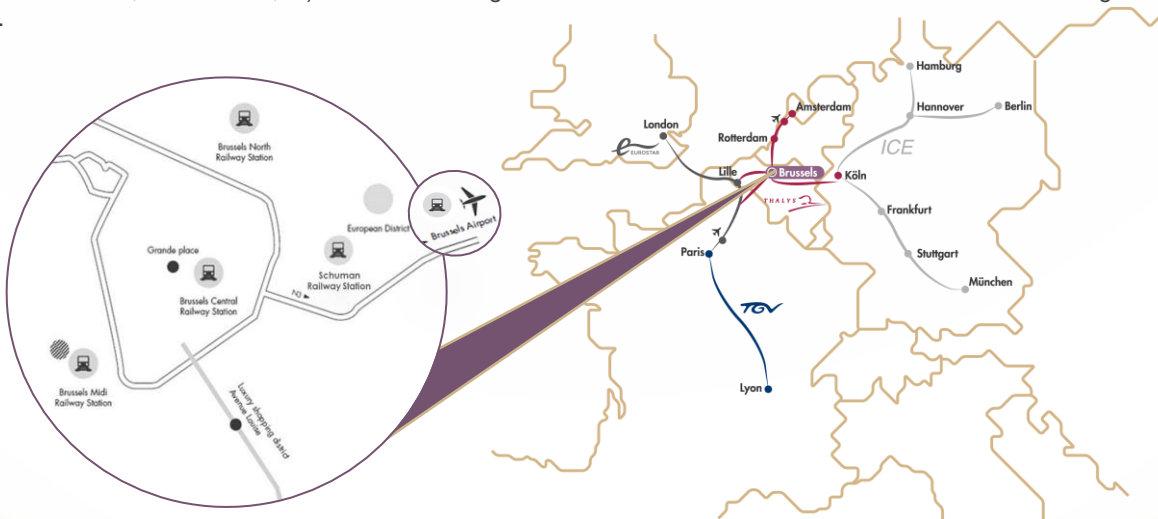 .
Brussels North
Railway Station
European District
Brussels Airport
Grande place
Schuman
Railway Station
Brussels Central
Railway Station
N3
Brussels Midi
Railway Station
Luxury shopping district
Avenue Louise
Hamburg
Hannover
Berlin
Amsterdam
London
Rotterdam
e EUROSTAR
ICE
Lille
Brussels
Köln
THALYS
Frankfurt
Paris
Stuttgart
München
TGV
Lyon